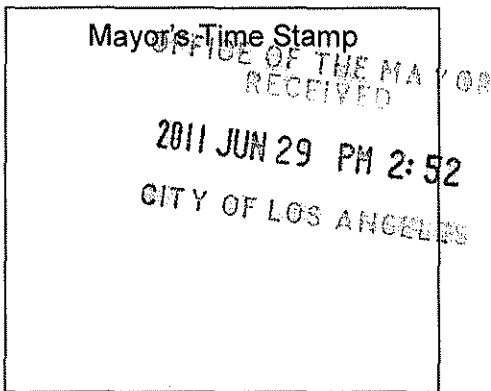 Mayor's Time Stamp
OFFICE OF THE MAYOR
RECEIVED
2011 JUN 29 PM 2:52
CITY OF LOS ANGELES